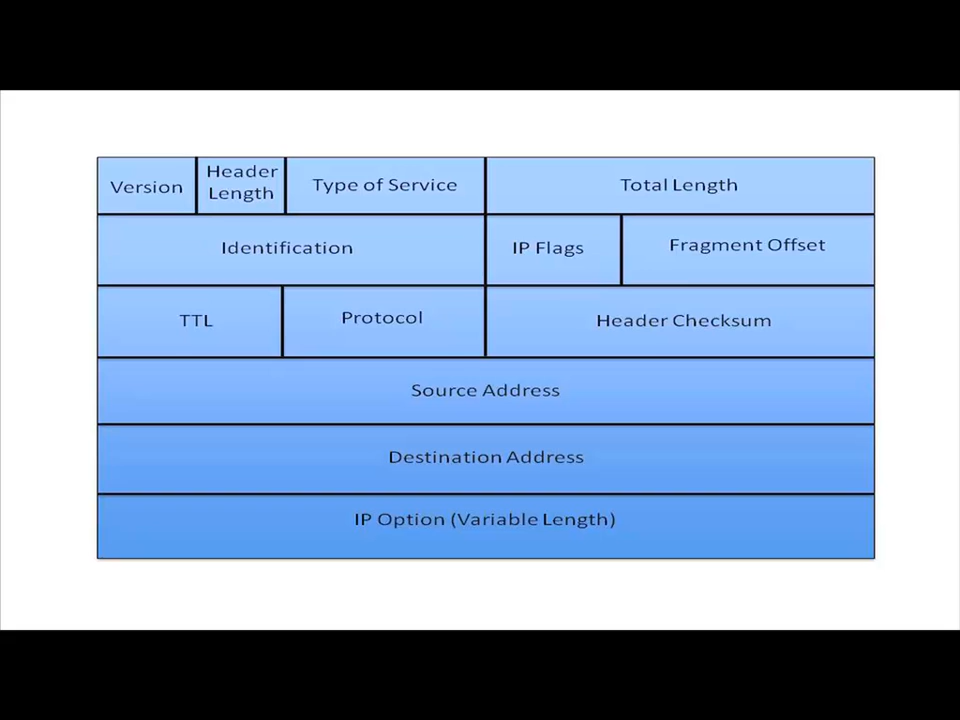 Version
Header
Length
Type of Service
Total Length
Identification
IP Flags
Fragment Offset
TTL
Protocol
Header Checksum
Source Address
Destination Address
IP Option (Variable Length)